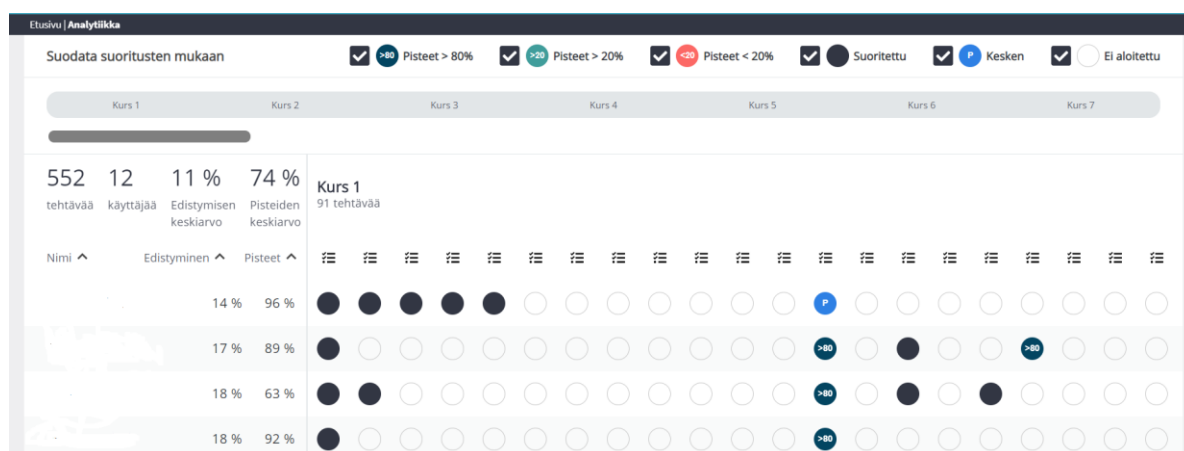 Etusivu | Analytiikka
Suodata suoritusten mukaan >80 Pisteet > 80% >20 Pisteet > 20% <20 Pisteet < 20% Suoritettu P Kesken Ei aloitettu
Kurs 1 Kurs 2 Kurs 3 Kurs 4 Kurs 5 Kurs 6 Kurs 7
552 12 11 % 74 % Kurs 1
tehtävää käyttäjää Edistymisen Pisteiden 91 tehtävää
keskiarvo keskiarvo
Nimi Edistyminen Pisteet
14 % 96 % P
17 % 89 % >80 >80
18 % 63 % >80
18 % 92 % >80